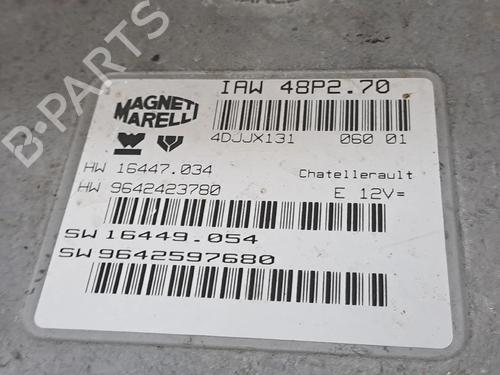 IAW 48P2.70
MAGNETI
MARELLI
4DJJX131 060 01
HW 16447.034 Chatellerault
HW 9642423780 E 12V=
SW 16449.054
SW 9642597680
B-PARTS